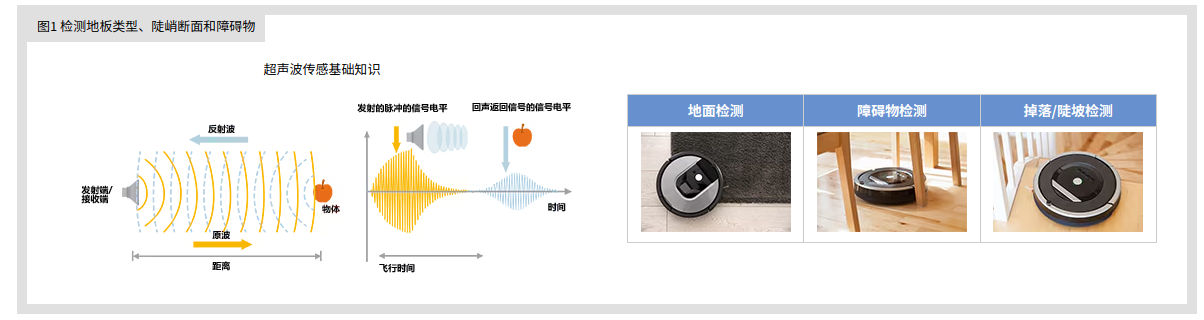 图1 检测地板类型、陡峭断面和障碍物
超声波传感基础知识
反射波
发射端/
接收端
物体
原波
距离
发射的脉冲的信号电平
回声返回信号的信号电平
时间
飞行时间
地面检测
障碍物检测
掉落/陡坡检测